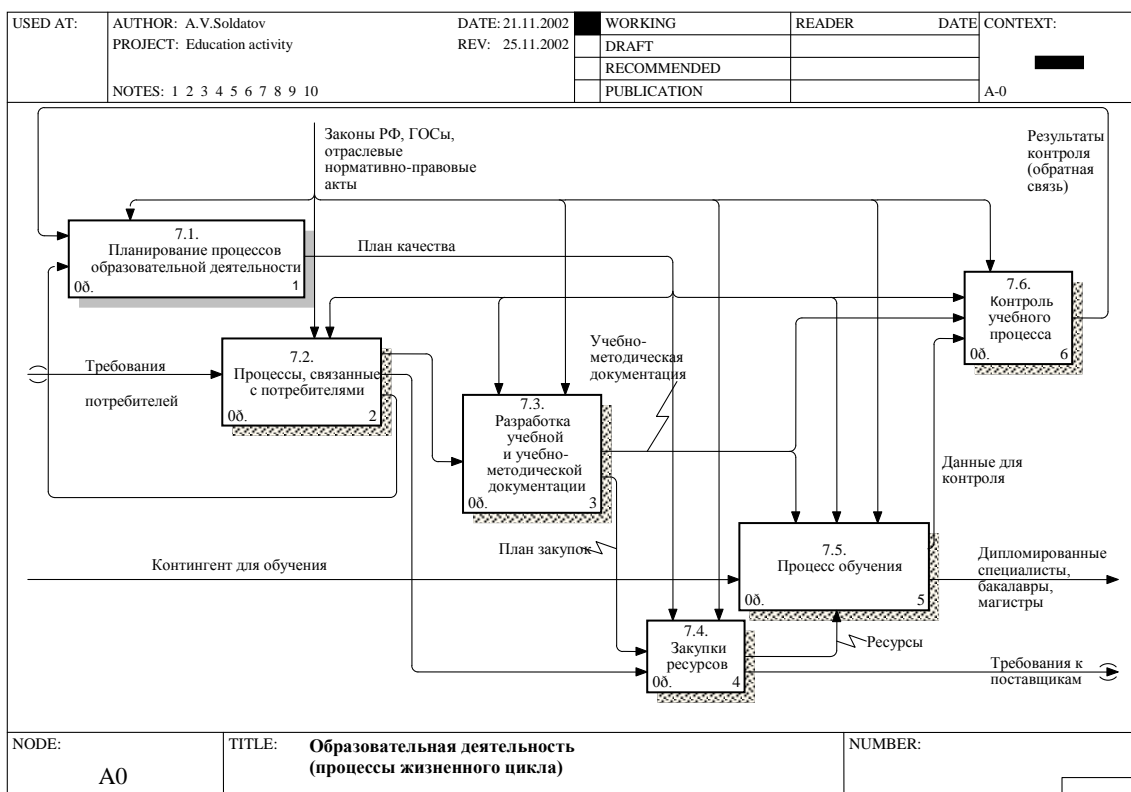 USED AT:
AUTHOR: A.V.Soldatov
DATE: 21.11.2002
PROJECT: Education activity
REV: 25.11.2002
NOTES: 1 2 3 4 5 6 7 8 9 10
WORKING
DRAFT
RECOMMENDED
PUBLICATION
READER
DATE
CONTEXT:
A-0
Законы РФ, ГОСы,
отраслевые
нормативно-правовые
акты
Результаты
контроля
(обратная
связь)
7.1.
Планирование процессов
образовательной деятельности
0ð.
1
План качества
7.6.
Контроль
учебного
процесса
0ð.
6
Требования
потребителей
7.2.
Процессы, связанные
с потребителями
0ð.
2
Учебно-
методическая
документация
7.3.
Разработка
учебной
и учебно-
методической
документации
0ð.
3
Данные для
контроля
План закупок
Контингент для обучения
7.5.
Процесс обучения
0ð.
5
Дипломированные
специалисты,
бакалавры,
магистры
7.4.
Закупки
ресурсов
0ð.
4
Ресурсы
Требования к
поставщикам
NODE:
A0
TITLE:
Образовательная деятельность
(процессы жизненного цикла)
NUMBER: